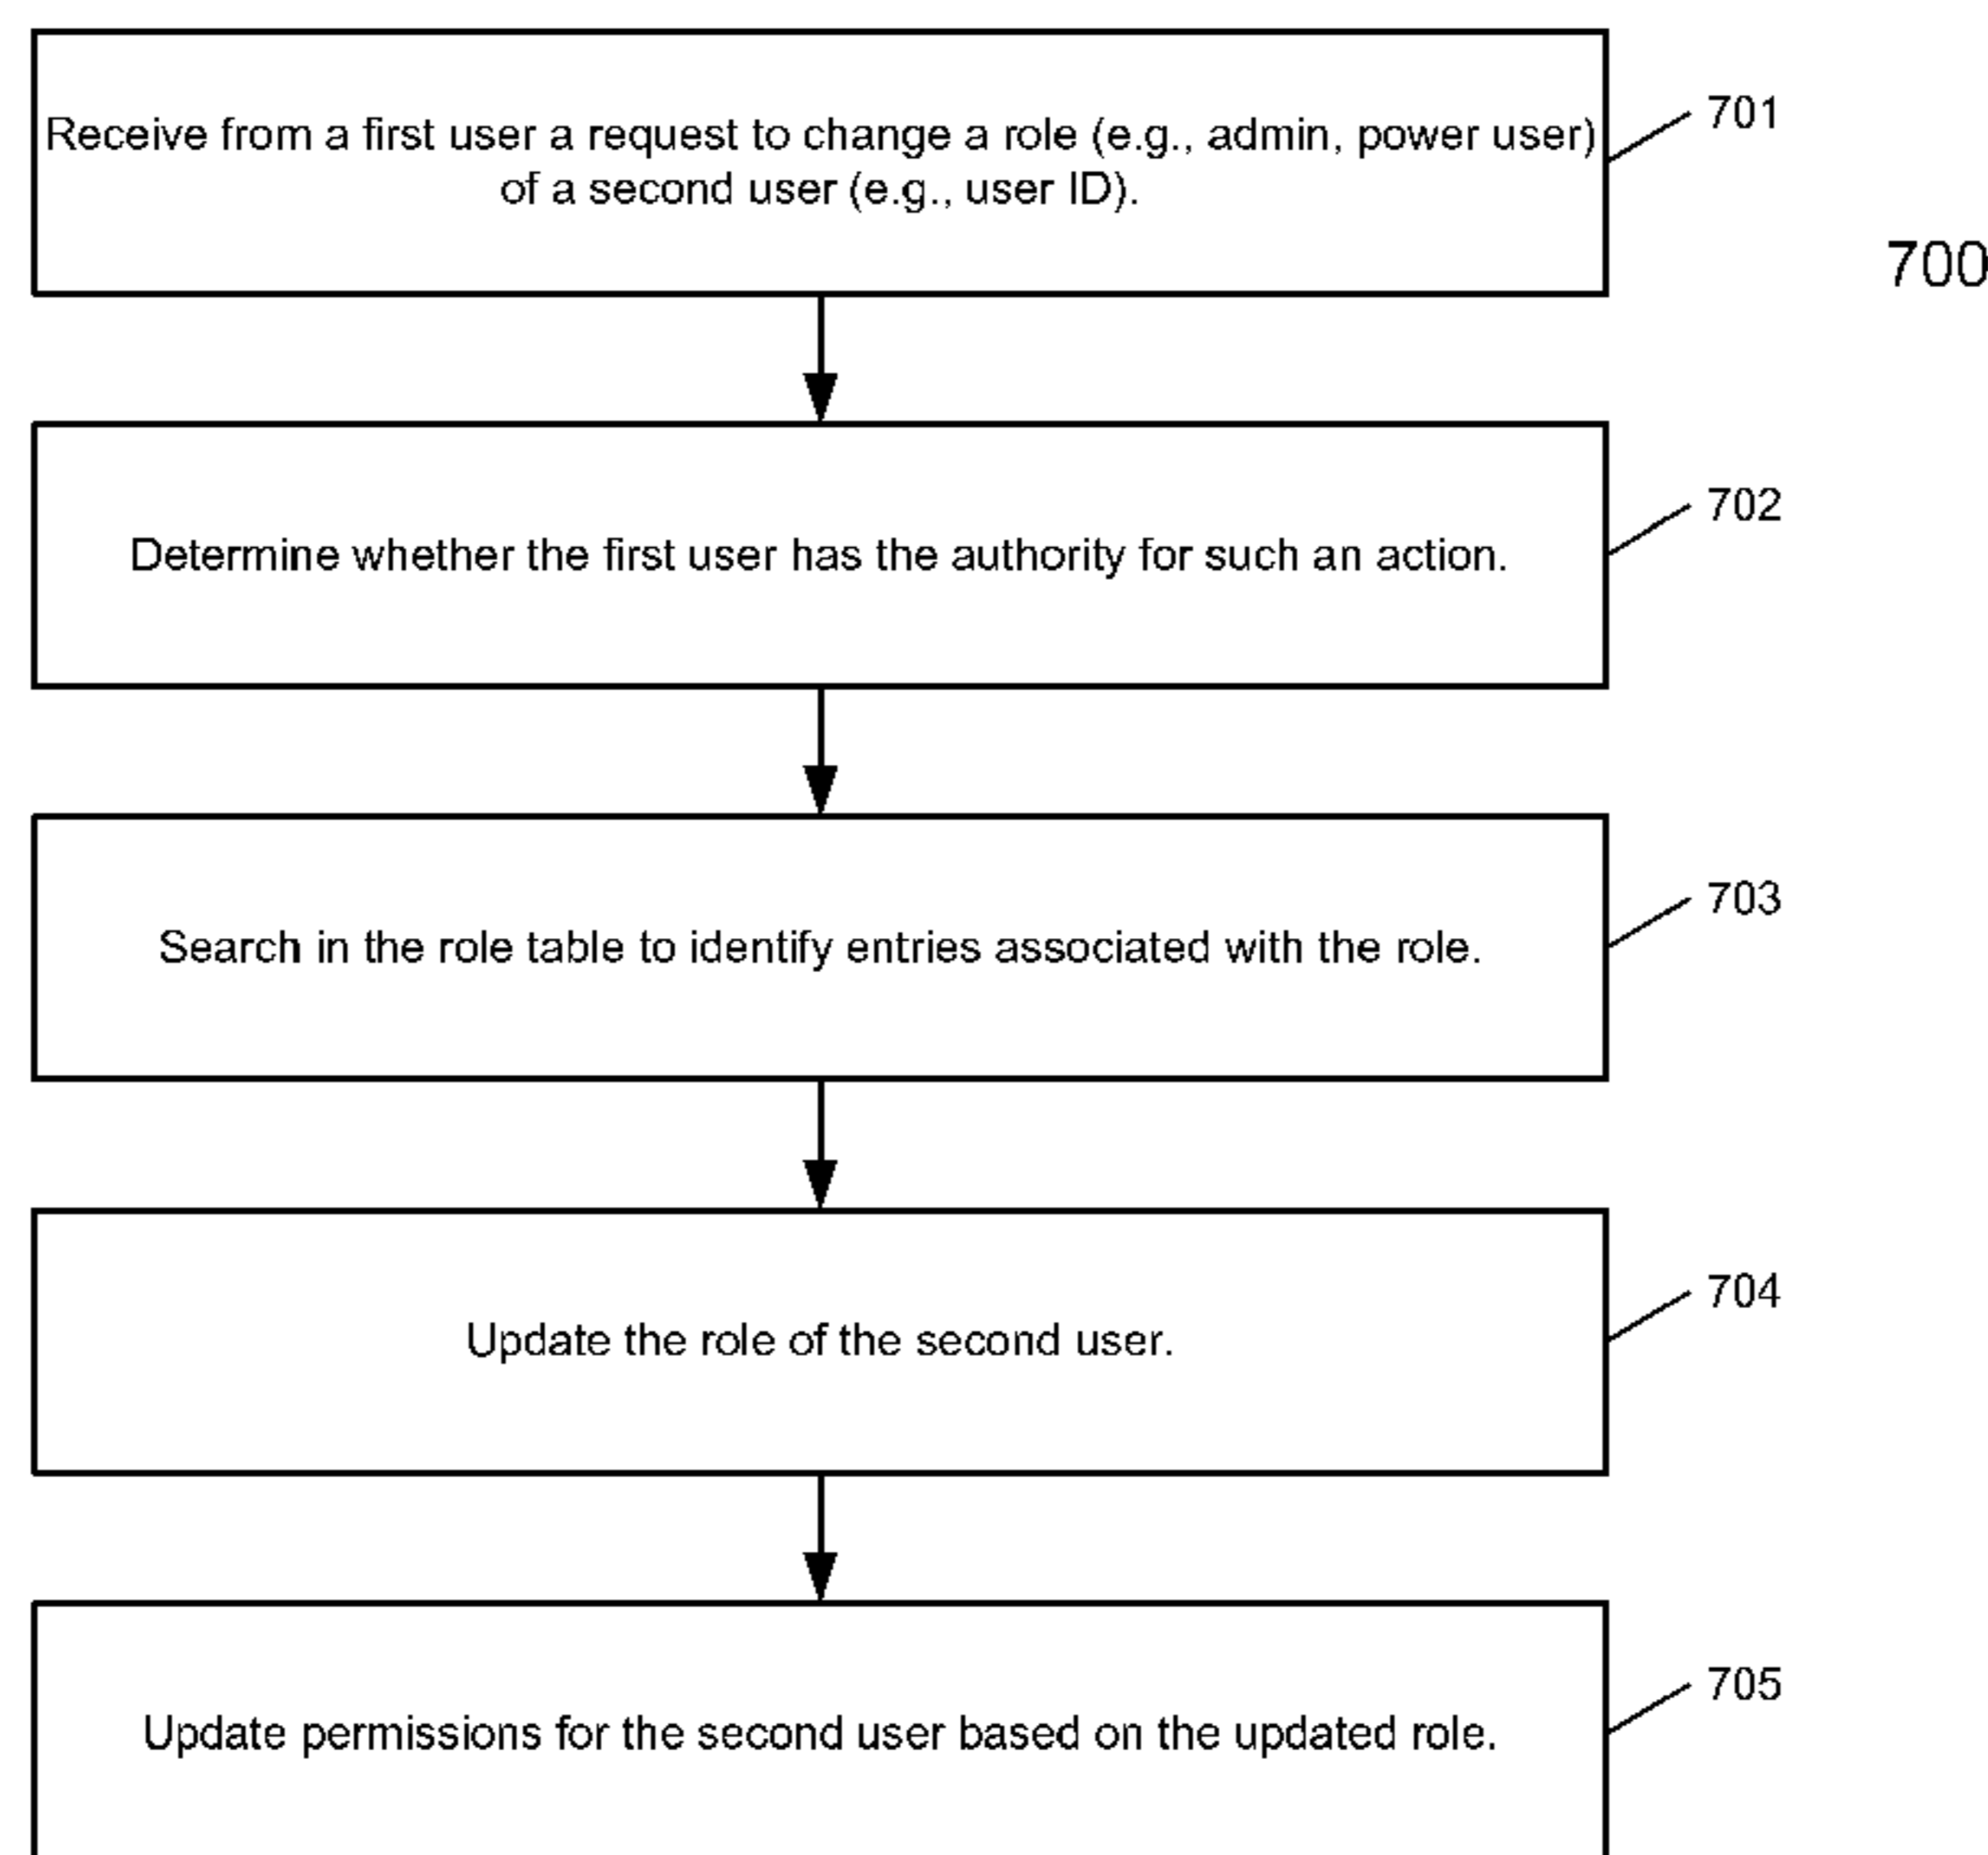 Receive from a first user a request to change a role (e.g., admin, power user)
of a second user (e.g., user ID).
701
700
Determine whether the first user has the authority for such an action.
702
Search in the role table to identify entries associated with the role.
703
Update the role of the second user.
704
Update permissions for the second user based on the updated role.
705